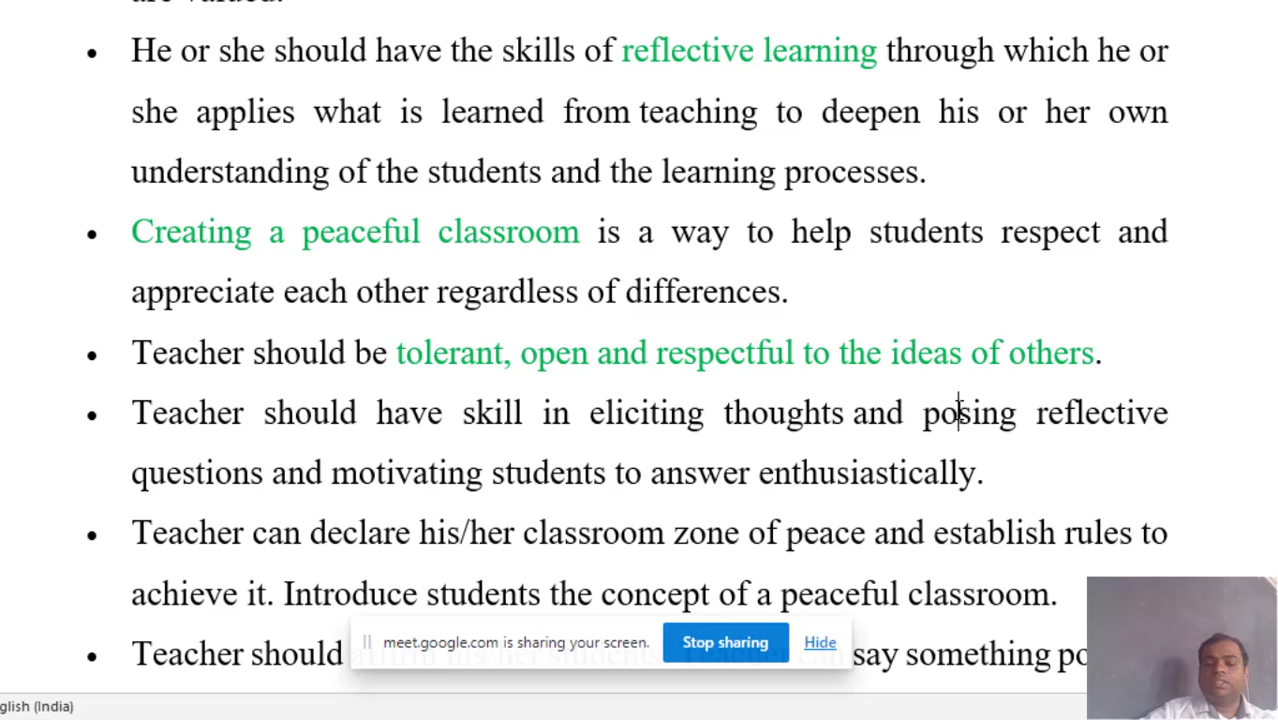 are valued.
• He or she should have the skills of reflective learning through which he or
she applies what is learned from teaching to deepen his or her own
understanding of the students and the learning processes.
• Creating a peaceful classroom is a way to help students respect and
appreciate each other regardless of differences.
• Teacher should be tolerant, open and respectful to the ideas of others.
• Teacher should have skill in eliciting thoughts and posing reflective
questions and motivating students to answer enthusiastically.
• Teacher can declare his/her classroom zone of peace and establish rules to
achieve it. Introduce students the concept of a peaceful classroom.
• Teacher should say something
meet.google.com is sharing your screen. Stop sharing Hide
glish (India)